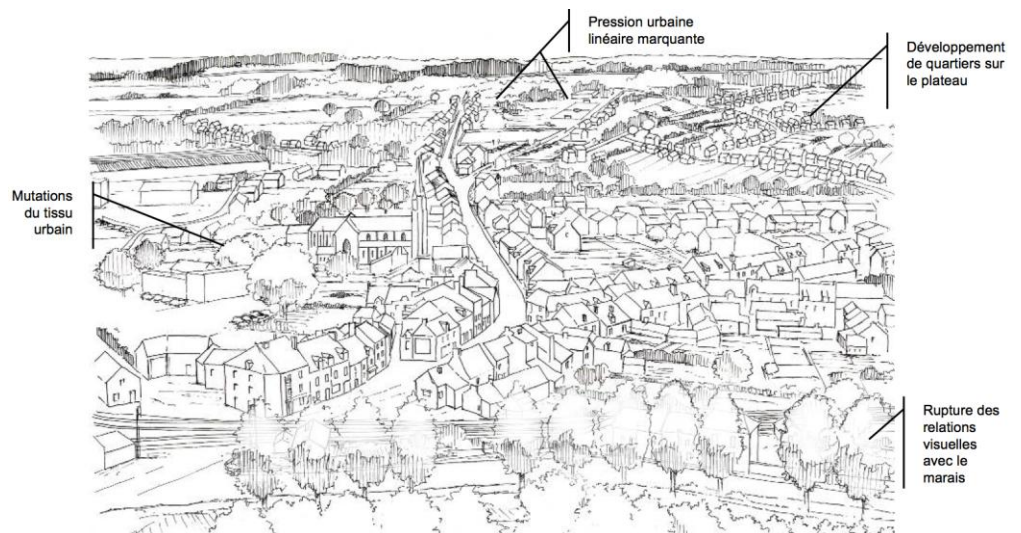 Pression urbaine
linéaire marquante
Développement
de quartiers sur
le plateau
Mutations
du tissu
urbain
Rupture des
relations
visuelles
avec le
marais